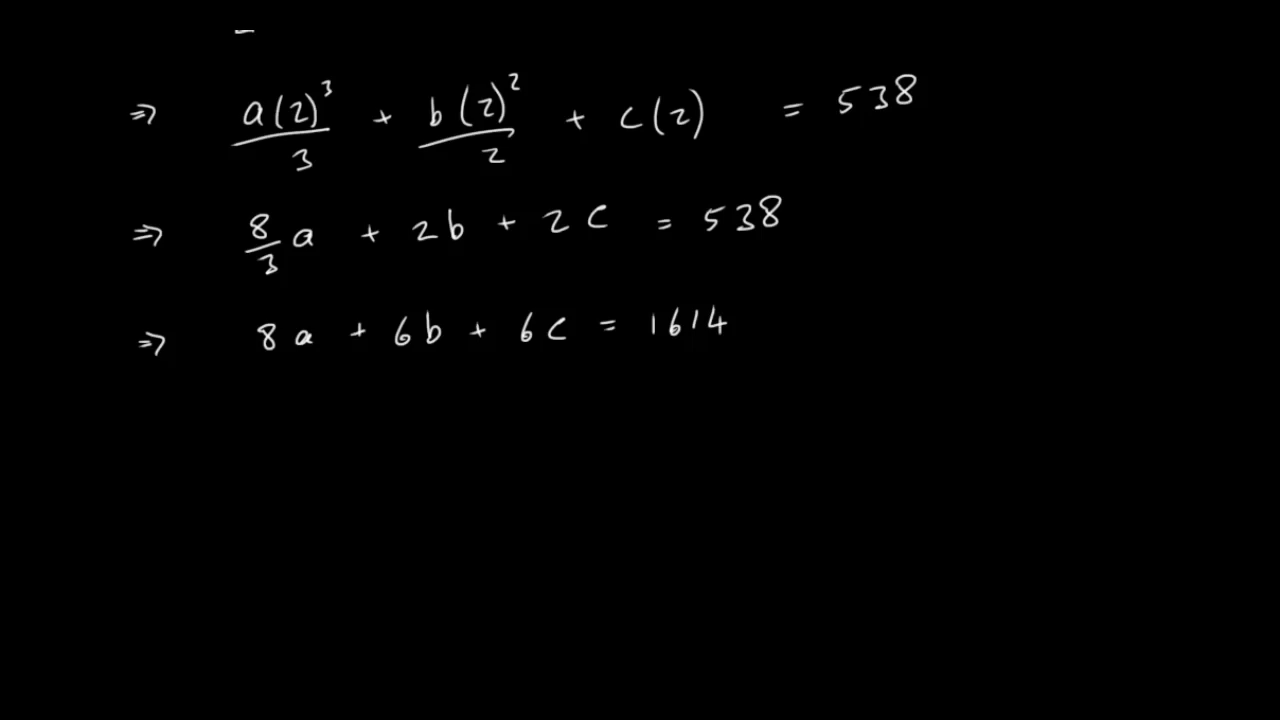 ⇒ a(2)³/3 + b(2)²/2 + c(2) = 538
⇒ 8/3 a + 2b + 2c = 538
⇒ 8a + 6b + 6c = 1614